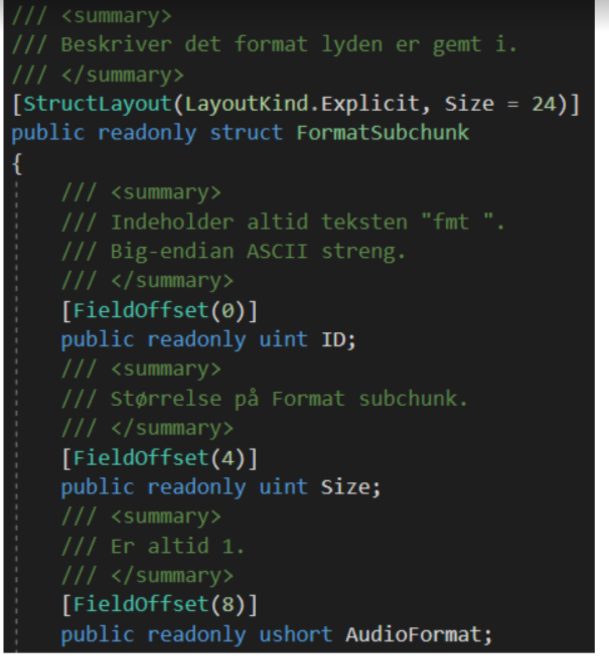 /// <summary>
/// Beskriver det format lyden er gemt i.
/// </summary>
[StructLayout(LayoutKind.Explicit, Size = 24)]
public readonly struct FormatSubchunk
{
/// <summary>
/// Indeholder altid teksten "fmt ".
/// Big-endian ASCII streng.
/// </summary>
[FieldOffset(0)]
public readonly uint ID;
/// <summary>
/// Størrelse på Format subchunk.
/// </summary>
[FieldOffset(4)]
public readonly uint Size;
/// <summary>
/// Er altid 1.
/// </summary>
[FieldOffset(8)]
public readonly ushort AudioFormat;